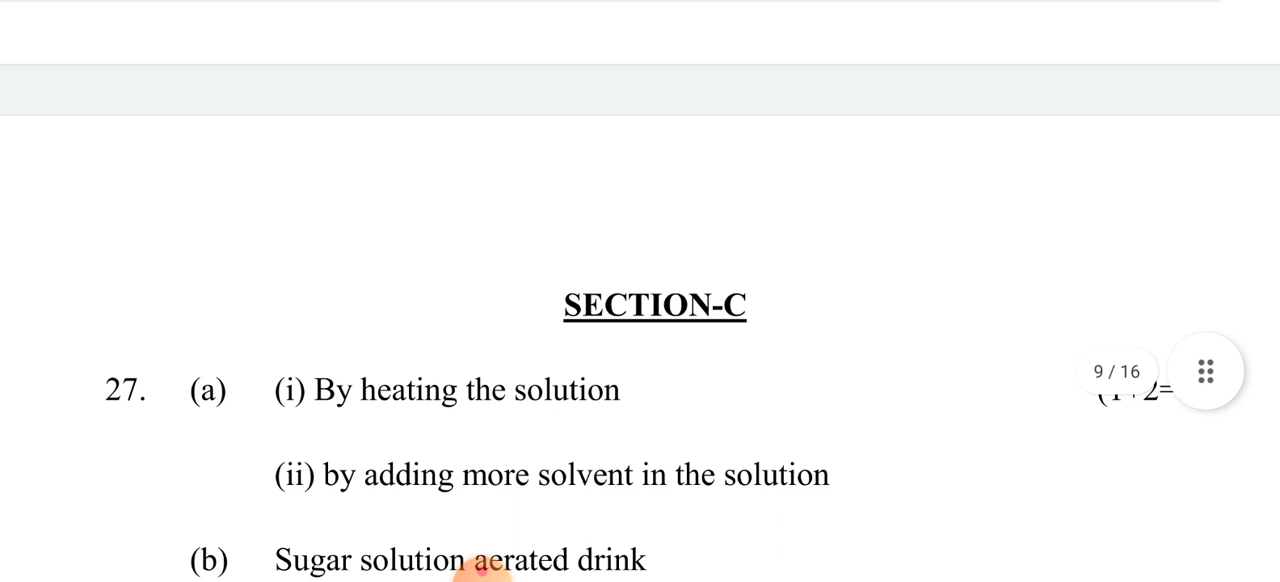 SECTION-C
9 / 16
27. (a) (i) By heating the solution
(ii) by adding more solvent in the solution
(b) Sugar solution aerated drink